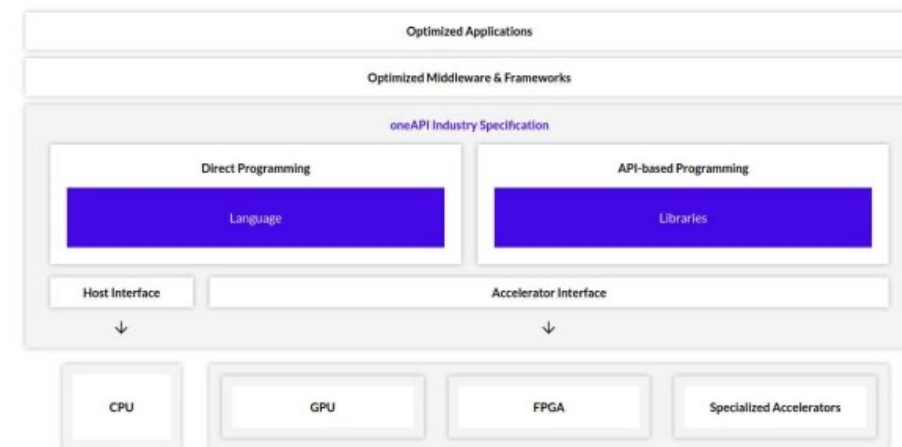 Optimized Applications
Optimized Middleware & Frameworks
oneAPI Industry Specification
Direct Programming
API-based Programming
Language
Libraries
Host Interface
Accelerator Interface
CPU
GPU
FPGA
Specialized Accelerators